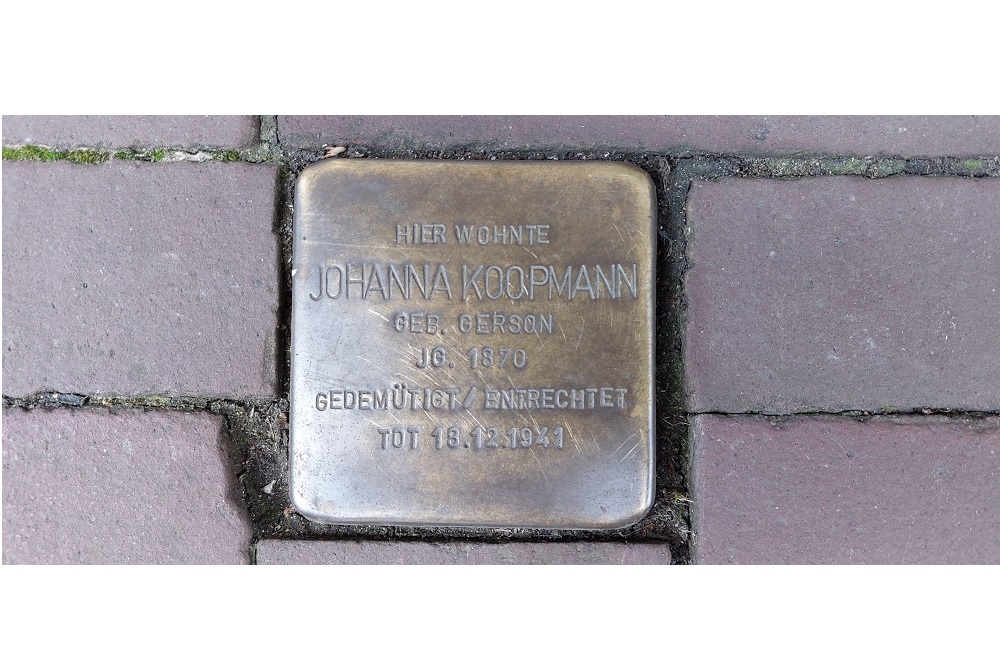 HIER WOHNTE
JOHANNA KOOPMANN
GEB. GERSON
JG. 1870
GEDEMÜTIGT / ENTRECHTET
TOT 18.12.1941